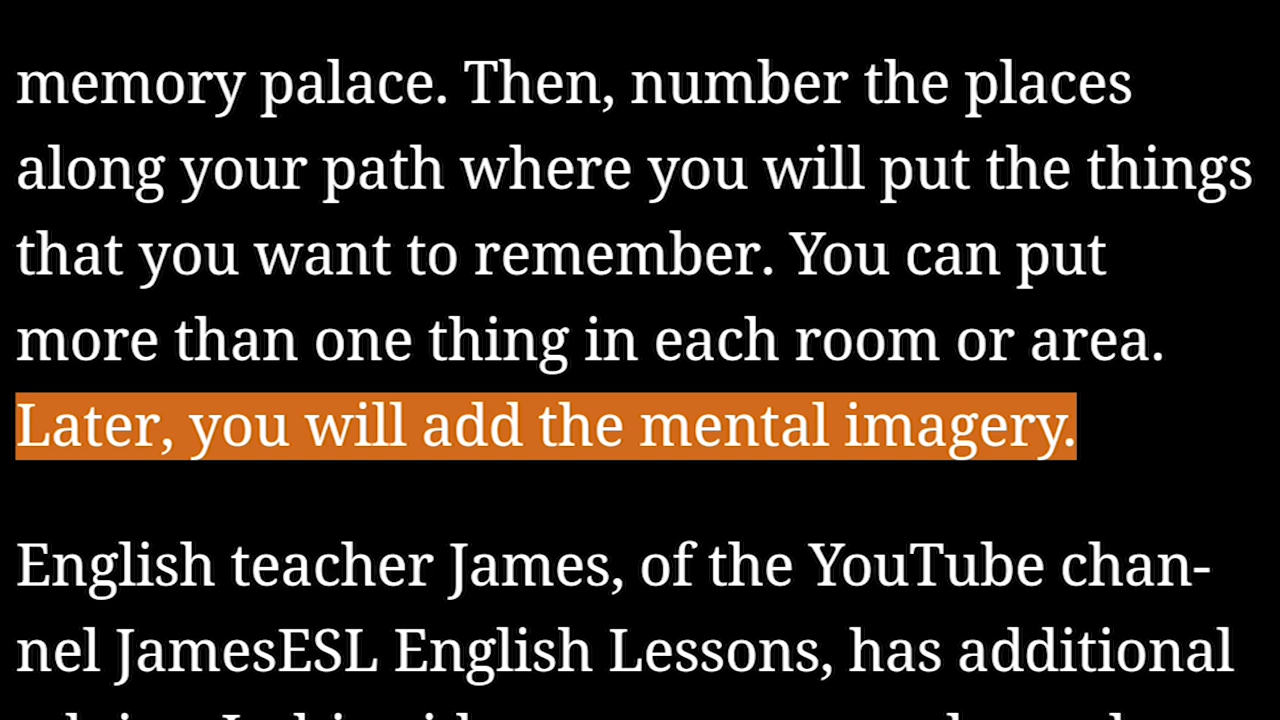 memory palace. Then, number the places
along your path where you will put the things
that you want to remember. You can put
more than one thing in each room or area.
Later, you will add the mental imagery.
English teacher James, of the YouTube chan-
nel JamesESL English Lessons, has additional